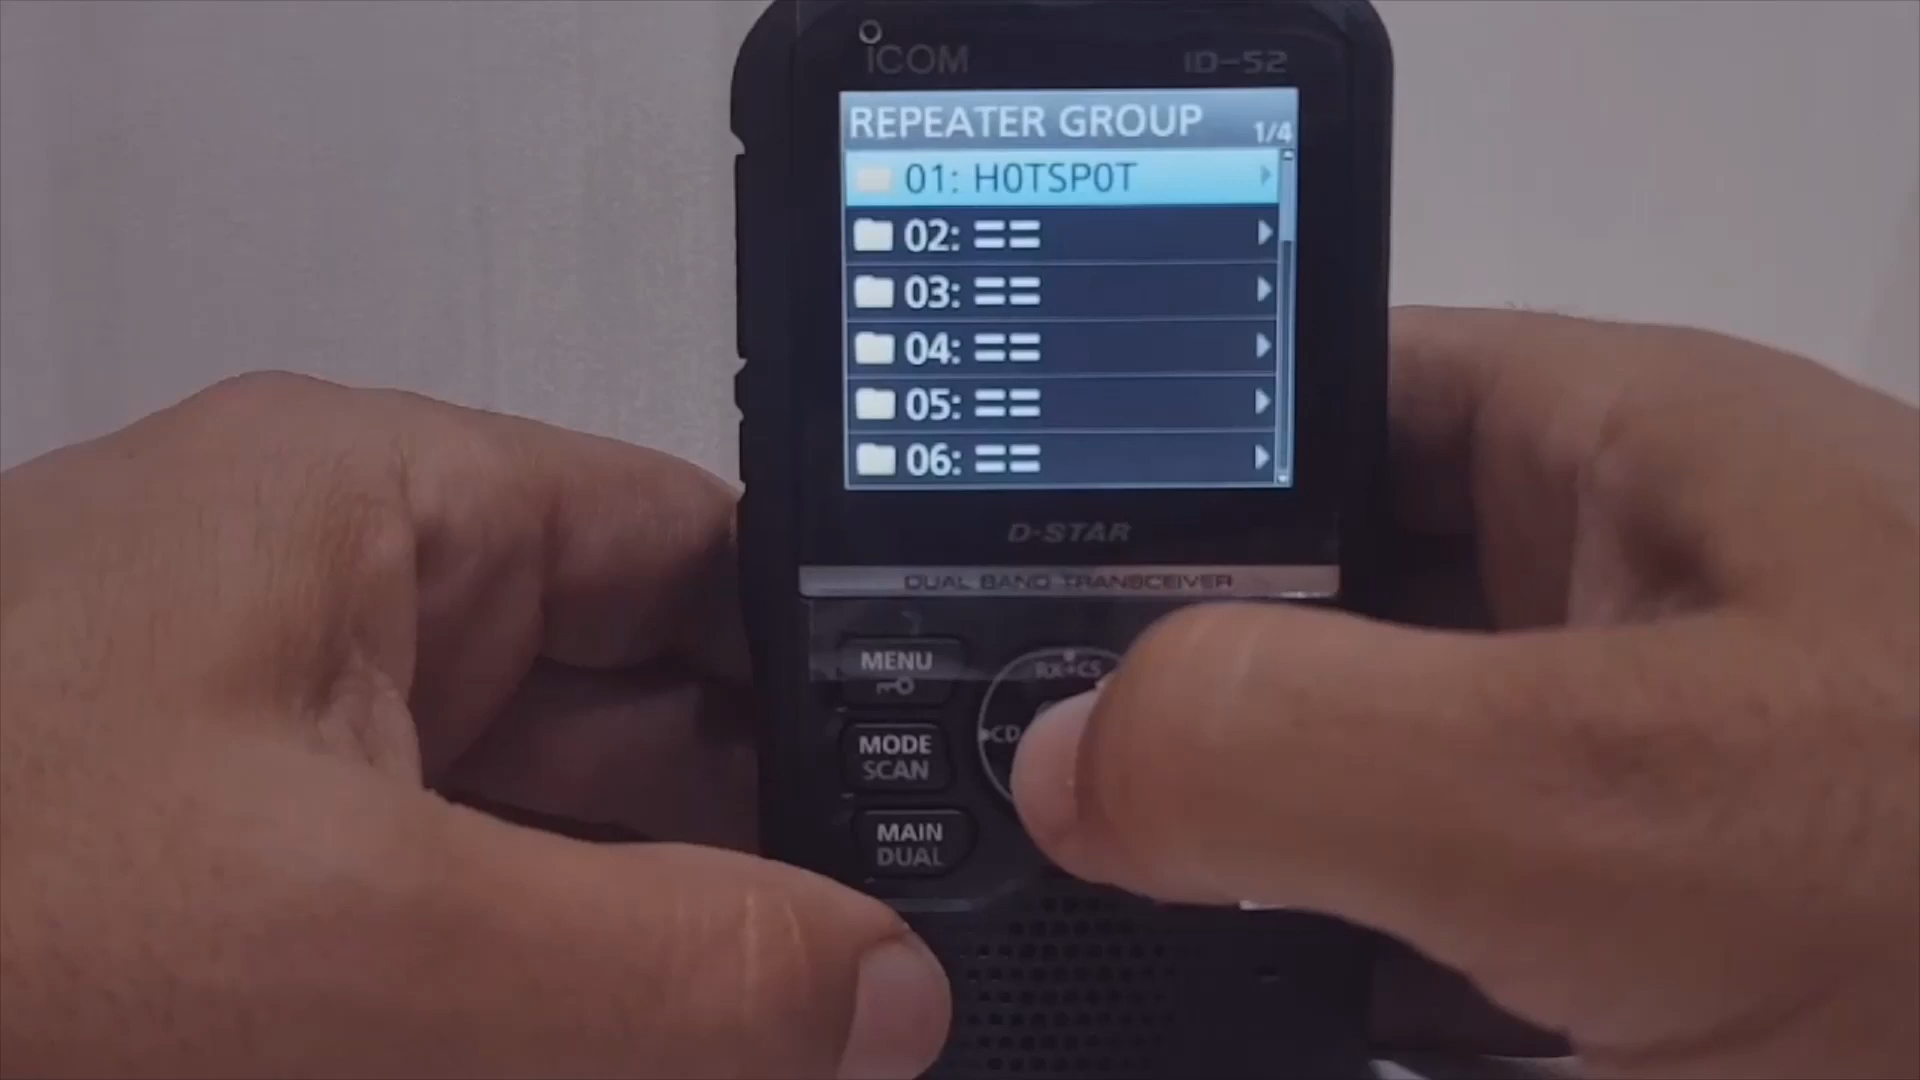 iCOM ID-52
REPEATER GROUP 1/4
01: H0TSP0T
02: ==
03: ==
04: ==
05: ==
06: ==
D-STAR
DUAL BAND TRANSCEIVER
MENU
RX→CS
MODE
SCAN
CD
MAIN
DUAL